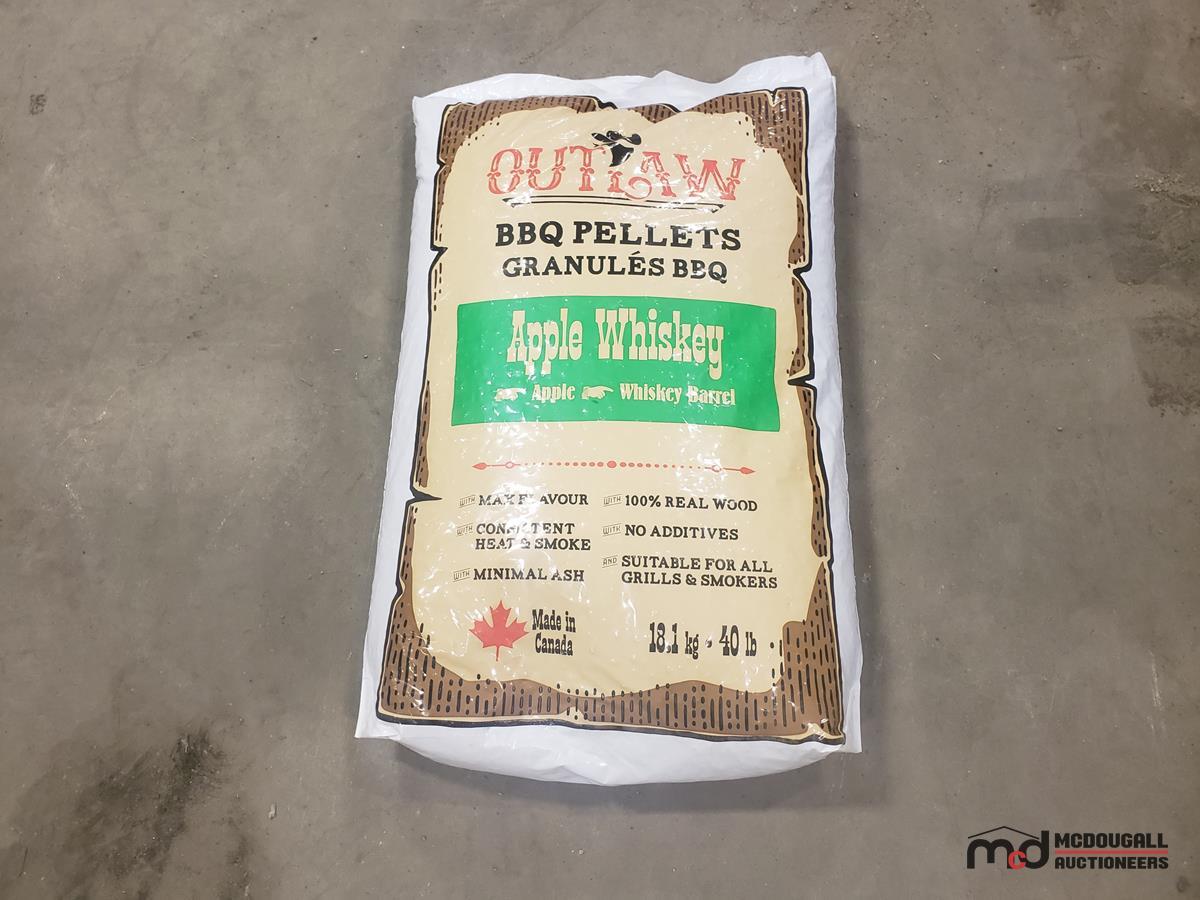 OUTLAW
BBQ PELLETS
GRANULÉS BBQ
Apple Whiskey
Apple Whiskey Barrel
WITH MAX FLAVOUR
WITH CONSISTENT
HEAT & SMOKE
WITH MINIMAL ASH
WITH 100% REAL WOOD
WITH NO ADDITIVES
AND SUITABLE FOR ALL
GRILLS & SMOKERS
Made in
Canada
18.1 kg • 40 lb
mcd MCDOUGALL
AUCTIONEERS